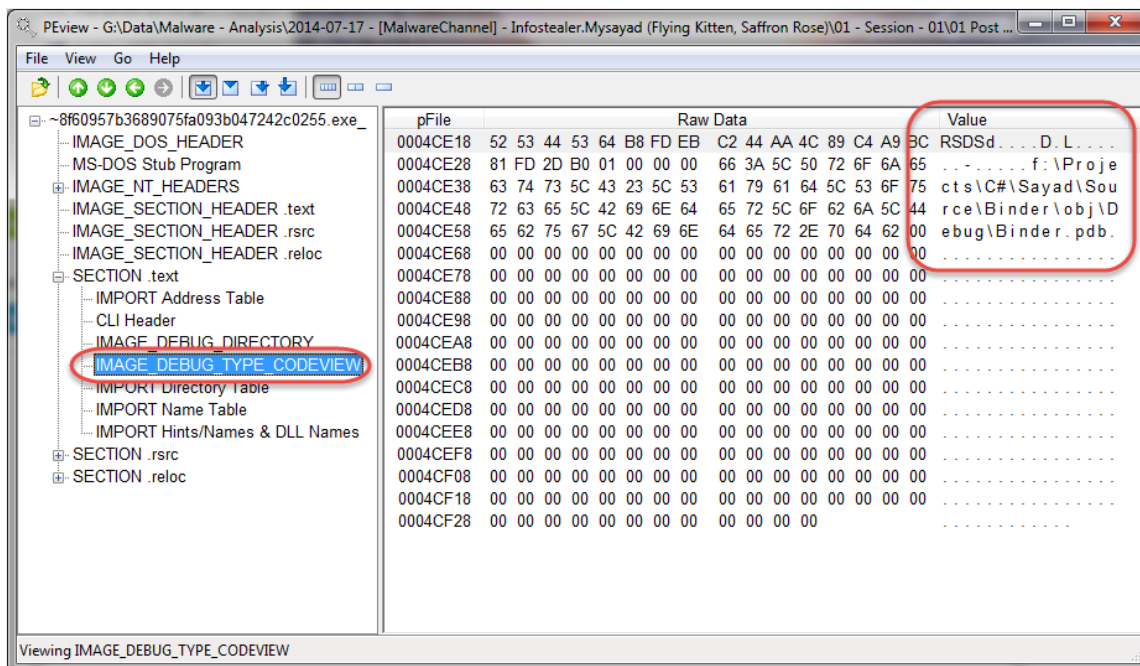 PEview - G:\Data\Malware - Analysis\2014-07-17 - [MalwareChannel] - Infostealer.Mysayad (Flying Kitten, Saffron Rose)\01 - Session - 01\01 Post ...
File View Go Help
~8f60957b3689075fa093b047242c0255.exe_
IMAGE_DOS_HEADER
MS-DOS Stub Program
IMAGE_NT_HEADERS
IMAGE_SECTION_HEADER .text
IMAGE_SECTION_HEADER .rsrc
IMAGE_SECTION_HEADER .reloc
SECTION .text
IMPORT Address Table
CLI Header
IMAGE_DEBUG_DIRECTORY
IMAGE_DEBUG_TYPE_CODEVIEW
IMPORT Directory Table
IMPORT Name Table
IMPORT Hints/Names & DLL Names
SECTION .rsrc
SECTION .reloc
pFile Raw Data Value
0004CE18 52 53 44 53 64 B8 FD EB C2 44 AA 4C 89 C4 A9 BC RSDSd....D.L....
0004CE28 81 FD 2D B0 01 00 00 00 66 3A 5C 50 72 6F 6A 65 ..-.....f:\Proje
0004CE38 63 74 73 5C 43 23 5C 53 61 79 61 64 5C 53 6F 75 cts\C#\Sayad\Sou
0004CE48 72 63 65 5C 42 69 6E 64 65 72 5C 6F 62 6A 5C 44 rce\Binder\obj\D
0004CE58 65 62 75 67 5C 42 69 6E 64 65 72 2E 70 64 62 00 ebug\Binder.pdb.
0004CE68 00 00 00 00 00 00 00 00 00 00 00 00 00 00 00 00 ................
0004CE78 00 00 00 00 00 00 00 00 00 00 00 00 00 00 00 00 ................
0004CE88 00 00 00 00 00 00 00 00 00 00 00 00 00 00 00 00 ................
0004CE98 00 00 00 00 00 00 00 00 00 00 00 00 00 00 00 00 ................
0004CEA8 00 00 00 00 00 00 00 00 00 00 00 00 00 00 00 00 ................
0004CEB8 00 00 00 00 00 00 00 00 00 00 00 00 00 00 00 00 ................
0004CEC8 00 00 00 00 00 00 00 00 00 00 00 00 00 00 00 00 ................
0004CED8 00 00 00 00 00 00 00 00 00 00 00 00 00 00 00 00 ................
0004CEE8 00 00 00 00 00 00 00 00 00 00 00 00 00 00 00 00 ................
0004CEF8 00 00 00 00 00 00 00 00 00 00 00 00 00 00 00 00 ................
0004CF08 00 00 00 00 00 00 00 00 00 00 00 00 00 00 00 00 ................
0004CF18 00 00 00 00 00 00 00 00 00 00 00 00 00 00 00 00 ................
0004CF28 00 00 00 00 00 00 00 00 00 00 00 00 ............
Viewing IMAGE_DEBUG_TYPE_CODEVIEW